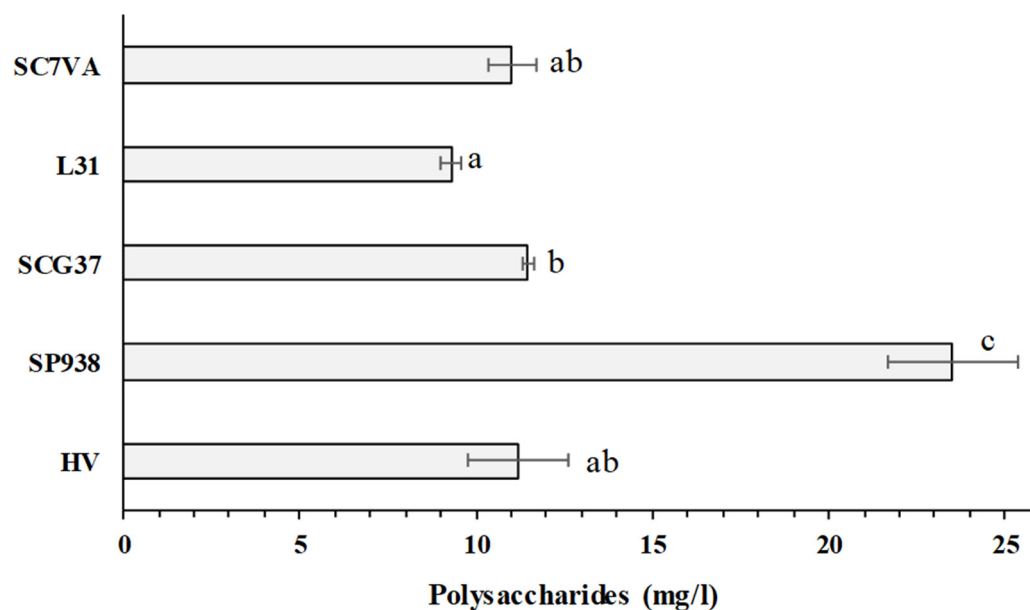 SC7VA ab
L31 a
SCG37 b
SP938 c
HV ab
0 5 10 15 20 25
Polysaccharides (mg/l)